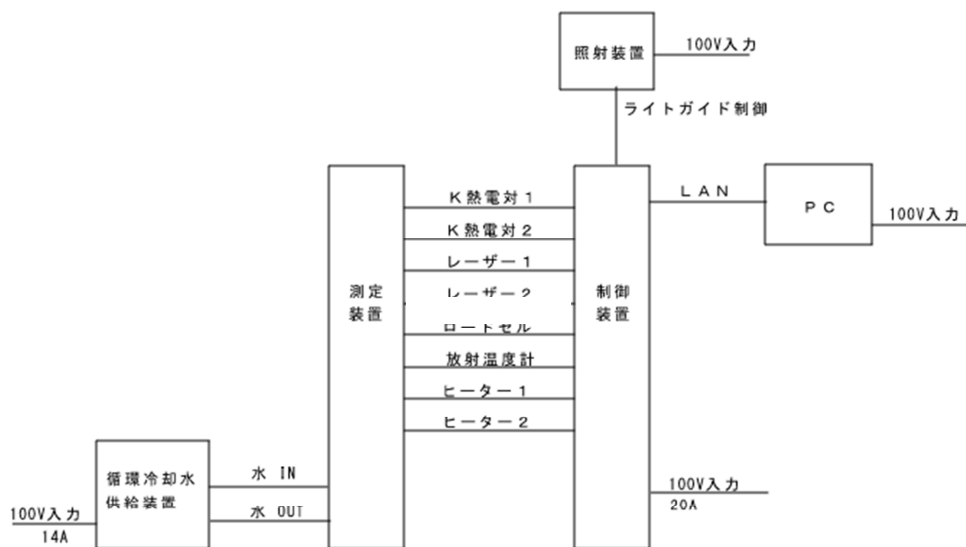 照射装置
100V入力
ライトガイド制御
K熱電対1
LAN
PC
100V入力
K熱電対2
レーザー1
測定
装置
レーザー2
制御
装置
ロードセル
放射温度計
ヒーター1
ヒーター2
循環冷却水
供給装置
水 IN
水 OUT
100V入力
14A
100V入力
20A